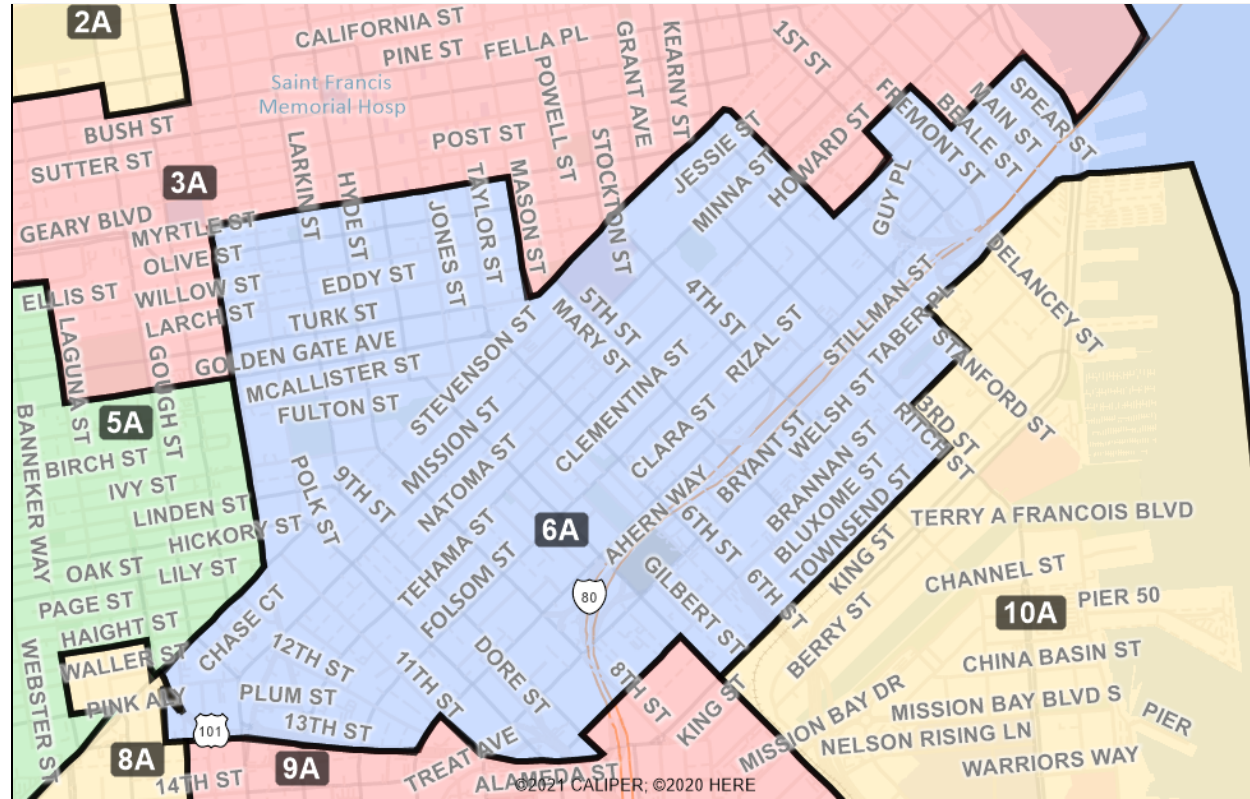 2A
CALIFORNIA ST
PINE ST
FELLA PL
POWELL ST
GRANT AVE
KEARNY ST
1ST ST
Saint Francis
Memorial Hosp
BUSH ST
SUTTER ST
POST ST
STOCKTON ST
JESSIE ST
MINNA ST
HOWARD ST
FREMONT ST
BEALE ST
MAIN ST
SPEAR ST
3A
LARKIN ST
HYDE ST
JONES ST
TAYLOR ST
MASON ST
GUY PL
GEARY BLVD
MYRTLE ST
OLIVE ST
ELLIS ST
WILLOW ST
LARCH ST
EDDY ST
TURK ST
GOLDEN GATE AVE
MCALLISTER ST
FULTON ST
STEVENSON ST
5TH ST
MARY ST
4TH ST
RIZAL ST
STILLMAN ST
TABER PL
DELANCEY ST
STANFORD ST
LAGUNA ST
GOUGH ST
5A
BANNEKER WAY
BIRCH ST
IVY ST
LINDEN ST
HICKORY ST
OAK ST
LILY ST
PAGE ST
HAIGHT ST
WALLER ST
WEBSTER ST
PINK ALY
POLK ST
9TH ST
MISSION ST
NATOMA ST
TEHAMA ST
FOLSOM ST
CLEMENTINA ST
CLARA ST
6A
AHERN WAY
80
BRYANT ST
WELSH ST
BRANNAN ST
BLUXOME ST
TOWNSEND ST
RITCH ST
3RD ST
6TH ST
GILBERT ST
6TH ST
KING ST
BERRY ST
TERRY A FRANCOIS BLVD
CHANNEL ST
10A
PIER 50
CHINA BASIN ST
MISSION BAY DR
MISSION BAY BLVD S
PIER
NELSON RISING LN
WARRIORS WAY
CHASE CT
12TH ST
PLUM ST
13TH ST
11TH ST
DORE ST
8TH ST
KING ST
101
8A
9A
14TH ST
TREAT AVE
ALAMEDA ST
©2021 CALIPER; ©2020 HERE